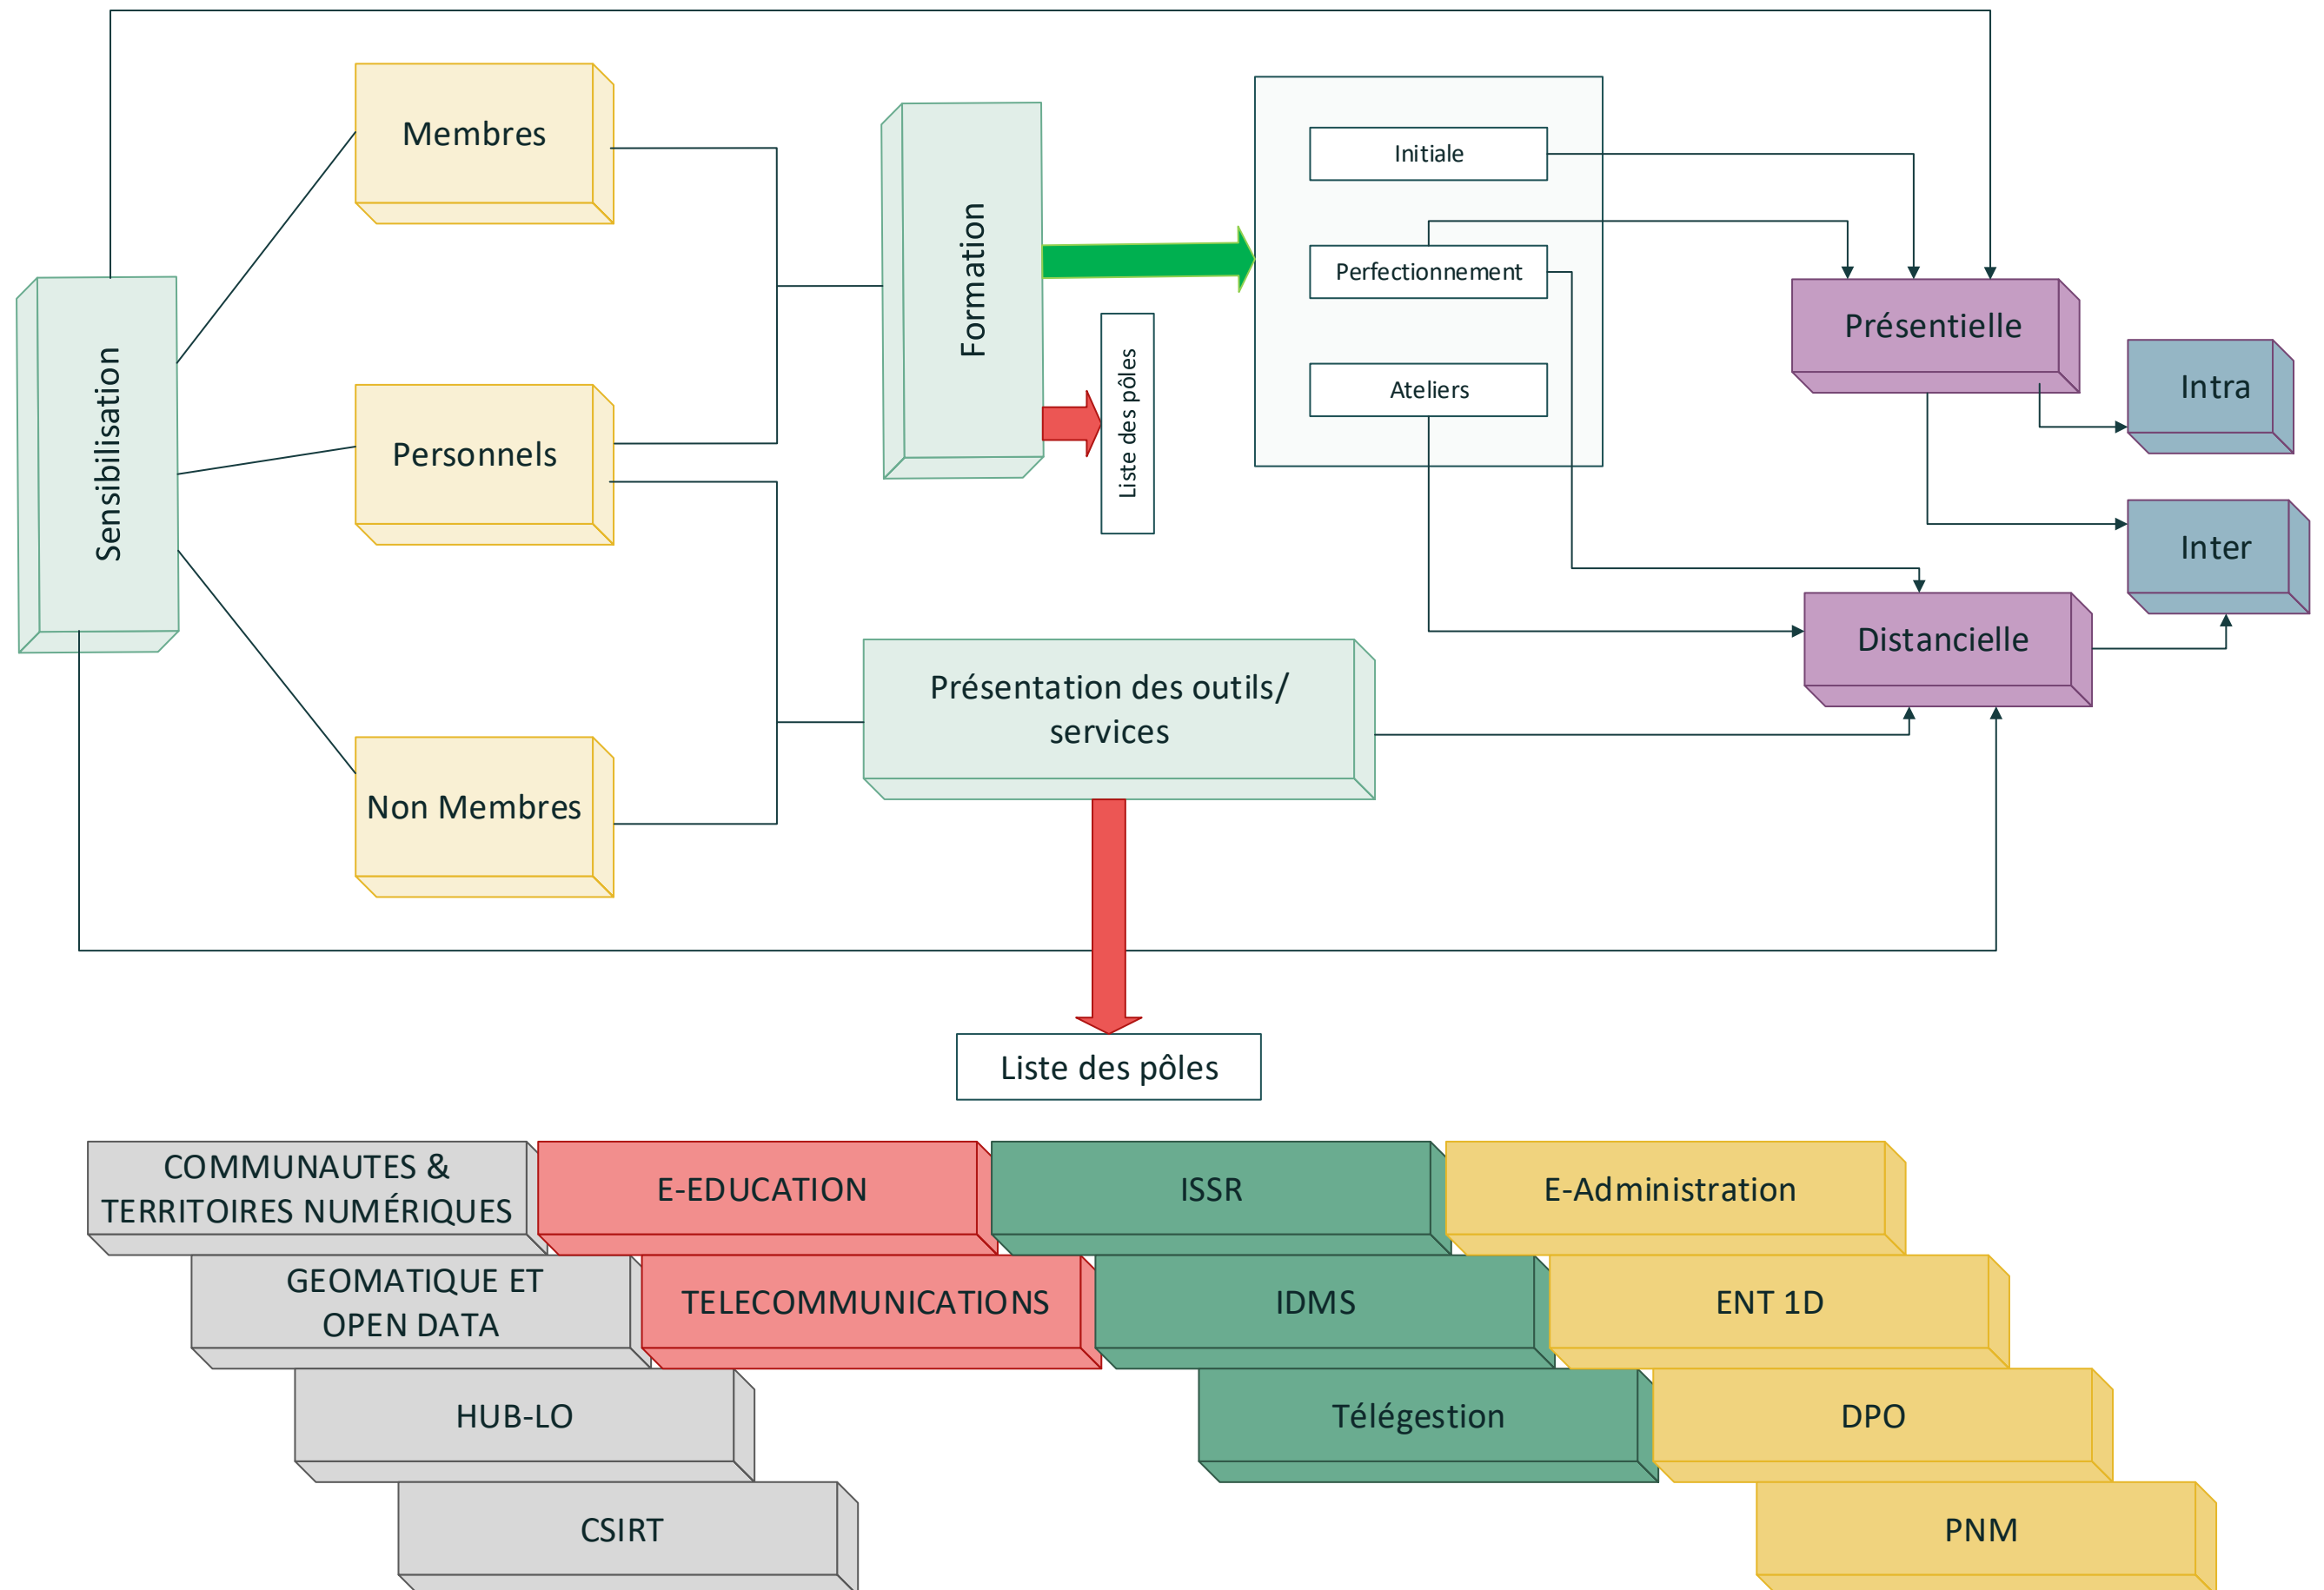 Membres
Initiale
Formation
Perfectionnement
Présentielle
Intra
Ateliers
Liste des pôles
Sensibilisation
Personnels
Inter
Distancielle
Présentation des outils/
services
Non Membres
Liste des pôles
COMMUNAUTES &
TERRITOIRES NUMÉRIQUES
E-EDUCATION
ISSR
E-Administration
GEOMATIQUE ET
OPEN DATA
TELECOMMUNICATIONS
IDMS
ENT 1D
HUB-LO
Télégestion
DPO
CSIRT
PNM